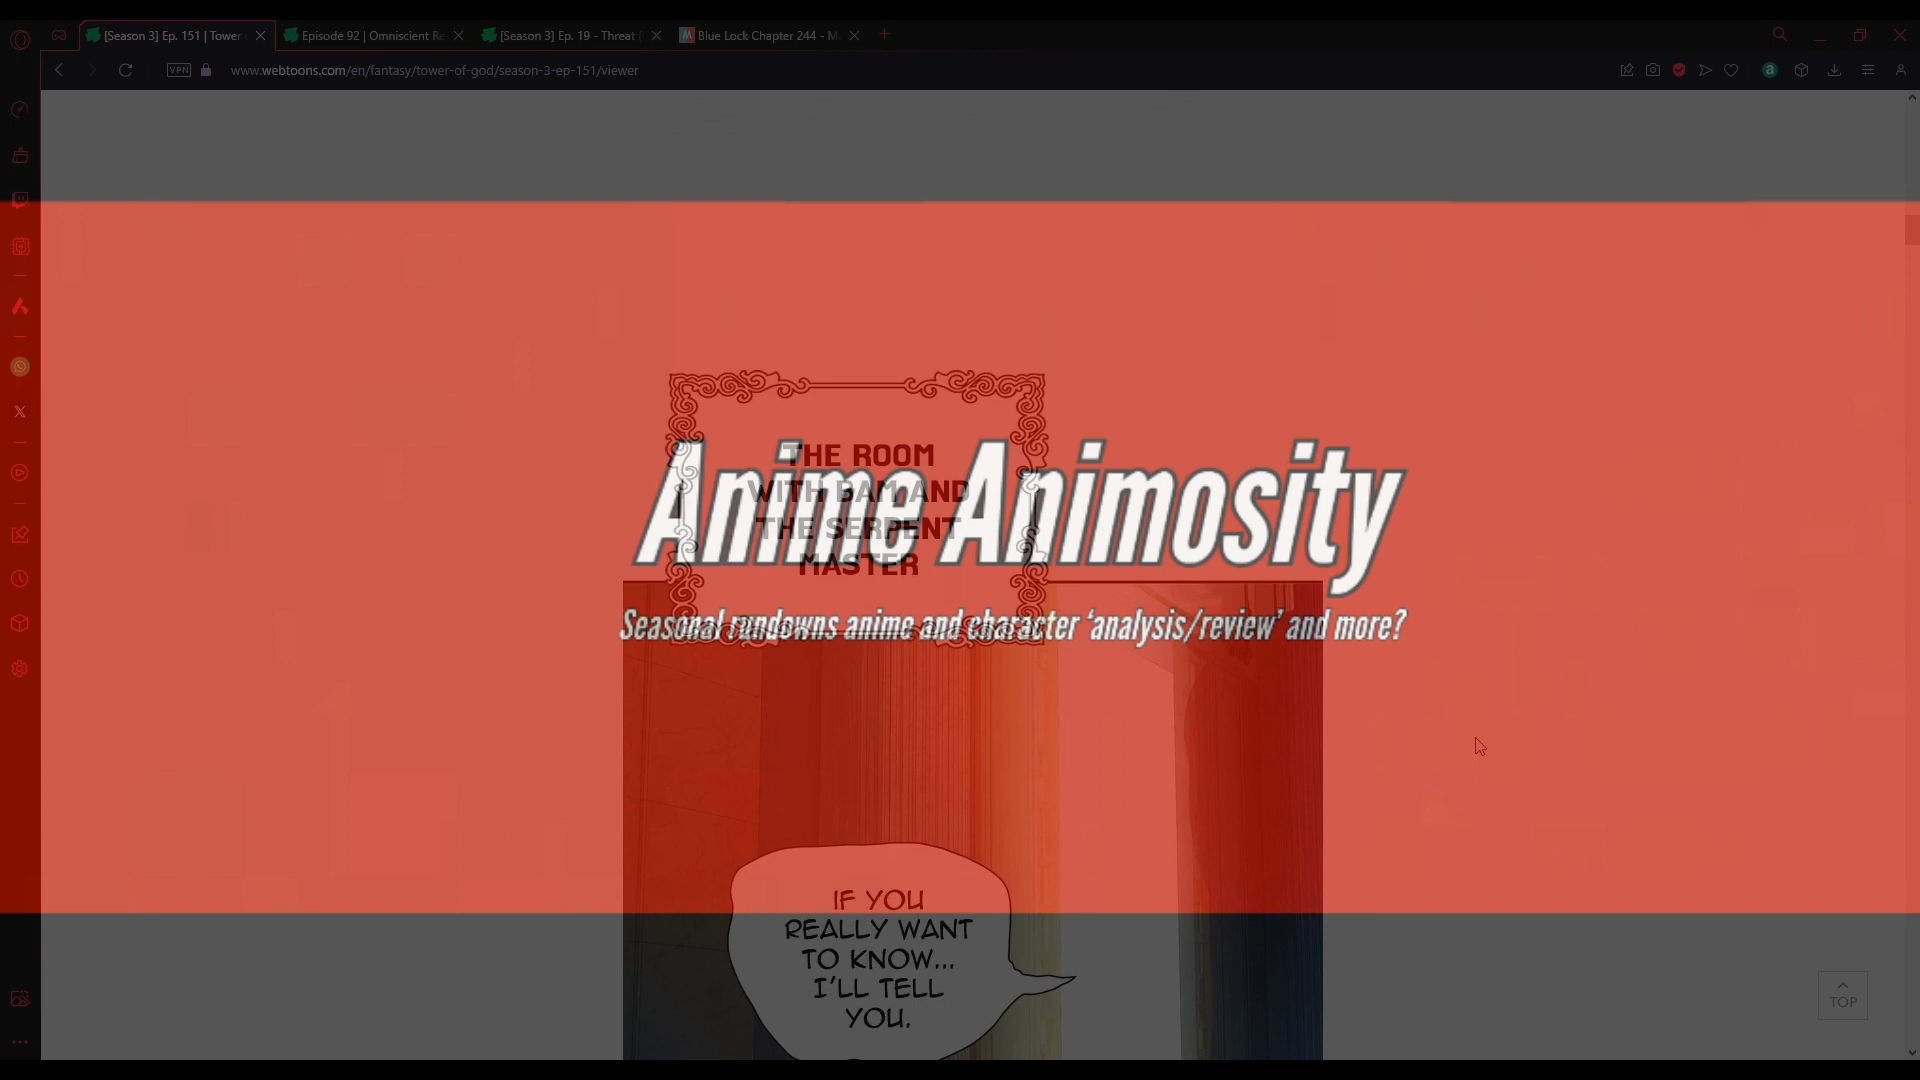 [Season 3] Ep. 151 | Tower
Episode 92 | Omniscient Re
[Season 3] Ep. 19 - Threat
M Blue Lock Chapter 244 - M
VPN
www.webtoons.com/en/fantasy/tower-of-god/season-3-ep-151/viewer
a
THE ROOM
WITH BAM AND
THE SERPENT
MASTER
Anime Animosity
Seasonal rundowns anime and character ‘analysis/review’ and more?
IF YOU
REALLY WANT
TO KNOW...
I'LL TELL
YOU.
TOP